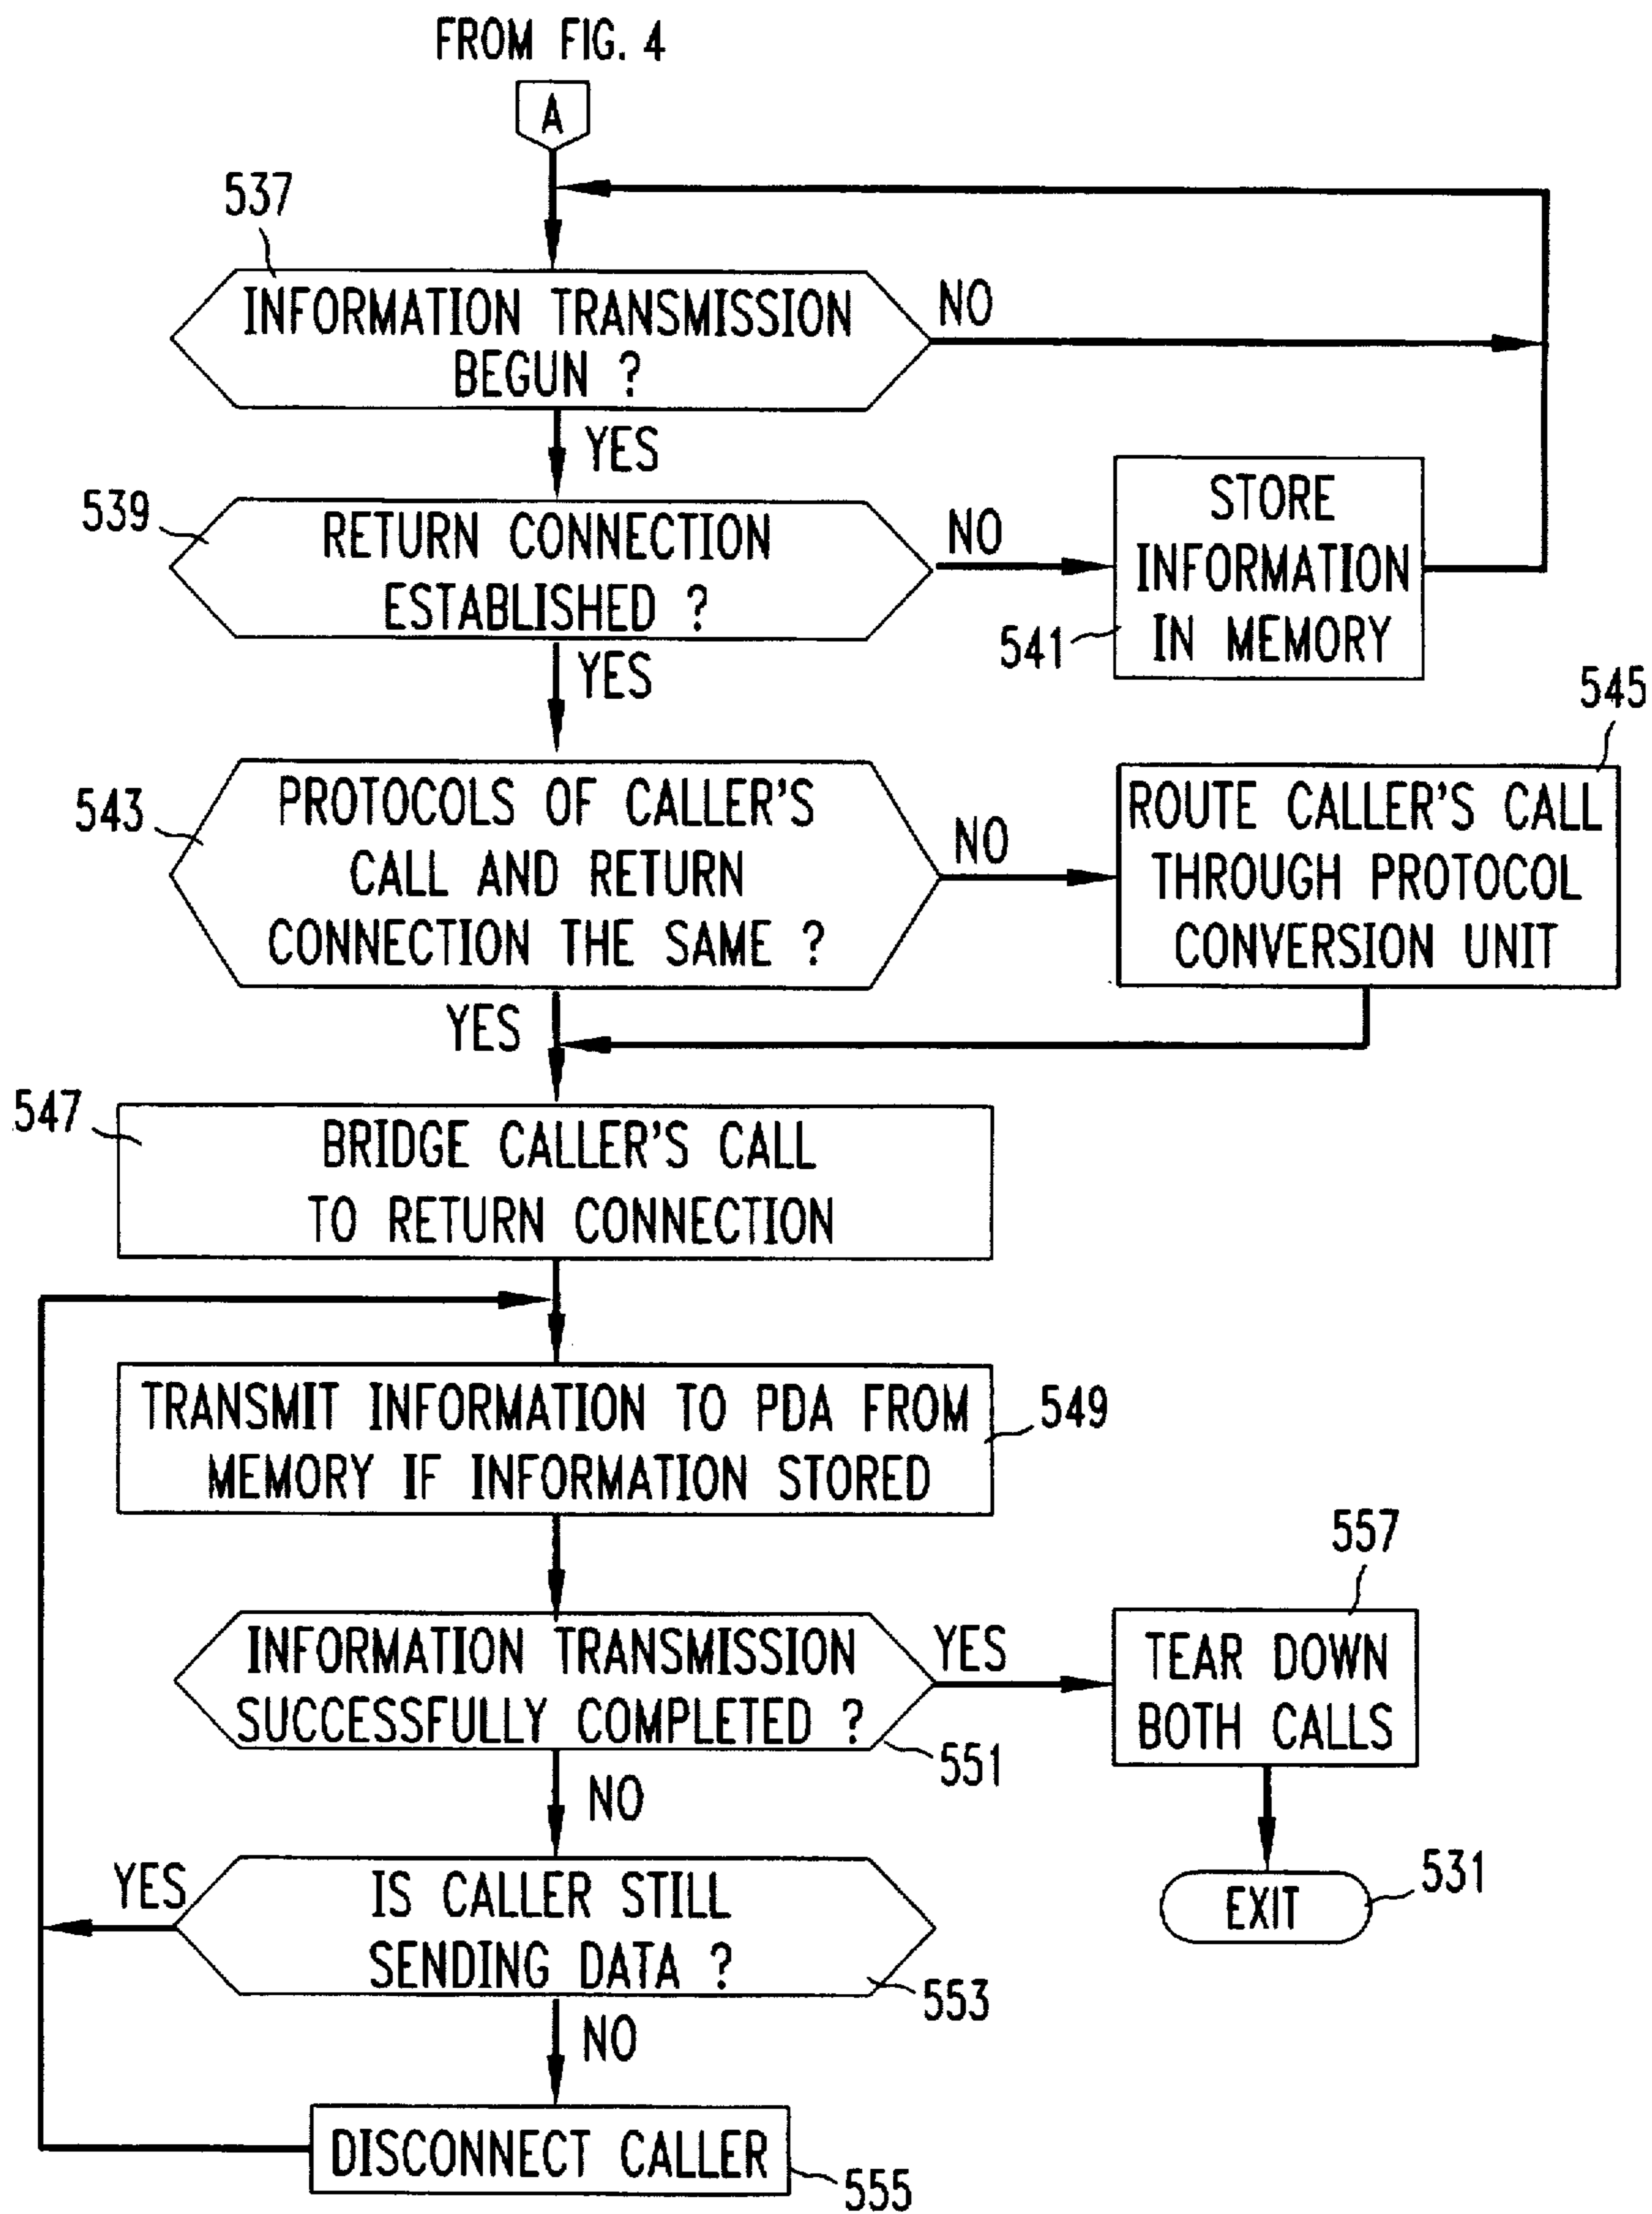 FROM FIG. 4
A
537
INFORMATION TRANSMISSION
BEGUN ?
NO
YES
539
RETURN CONNECTION
ESTABLISHED ?
NO
STORE
INFORMATION
IN MEMORY
541
YES
545
543
PROTOCOLS OF CALLER'S
CALL AND RETURN
CONNECTION THE SAME ?
NO
ROUTE CALLER'S CALL
THROUGH PROTOCOL
CONVERSION UNIT
YES
547
BRIDGE CALLER'S CALL
TO RETURN CONNECTION
TRANSMIT INFORMATION TO PDA FROM
MEMORY IF INFORMATION STORED
549
557
INFORMATION TRANSMISSION
SUCCESSFULLY COMPLETED ?
YES
551
TEAR DOWN
BOTH CALLS
NO
531
EXIT
YES
IS CALLER STILL
SENDING DATA ?
553
NO
DISCONNECT CALLER
555